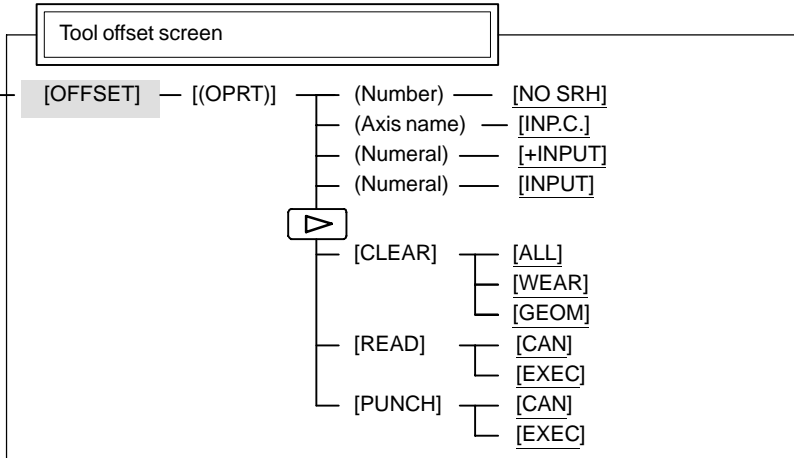 Tool offset screen
[OFFSET] [(OPRT)] (Number) [NO SRH]
(Axis name) [INP.C.]
(Numeral) [+INPUT]
(Numeral) [INPUT]
[CLEAR] [ALL]
[WEAR]
[GEOM]
[READ] [CAN]
[EXEC]
[PUNCH] [CAN]
[EXEC]